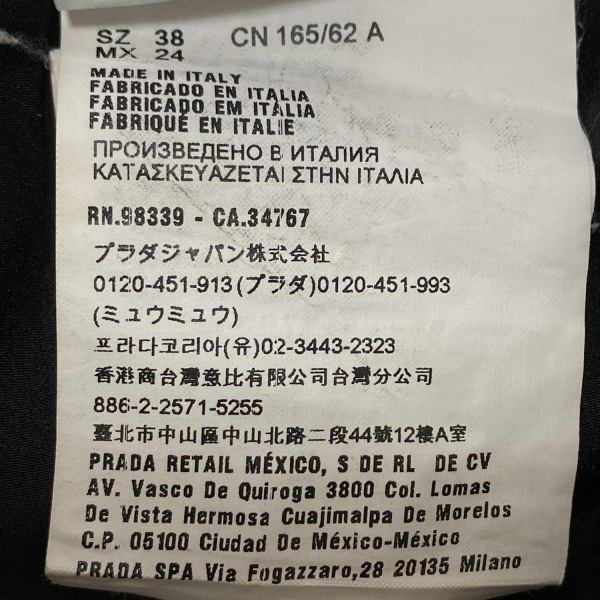 SZ 38 CN 165/62 A
MX 24
MADE IN ITALY
FABRICADO EN ITALIA
FABRICADO EM ITÁLIA
FABRIQUÉ EN ITALIE
ПРОИЗВЕДЕНО В ИТАЛИЯ
ΚΑΤΑΣΚΕΥΑΖΕΤΑΙ ΣΤΗΝ ΙΤΑΛΙΑ
RN.98339 - CA.34767
プラダジャパン株式会社
0120-451-913(プラダ)0120-451-993
(ミュウミュウ)
프라다코리아(유)02-3443-2323
香港商台灣意比有限公司台灣分公司
886-2-2571-5255
臺北市中山區中山北路二段44號12樓A室
PRADA RETAIL MÉXICO, S DE RL DE CV
AV. Vasco De Quiroga 3800 Col. Lomas
De Vista Hermosa Cuajimalpa De Morelos
C.P. 05100 Ciudad De México-México
PRADA SPA Via Fogazzaro,28 20135 Milano